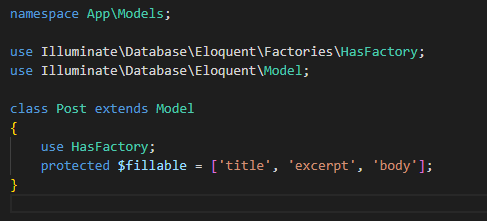 namespace App\Models;
use Illuminate\Database\Eloquent\Factories\HasFactory;
use Illuminate\Database\Eloquent\Model;
class Post extends Model
{
    use HasFactory;
    protected $fillable = ['title', 'excerpt', 'body'];
}